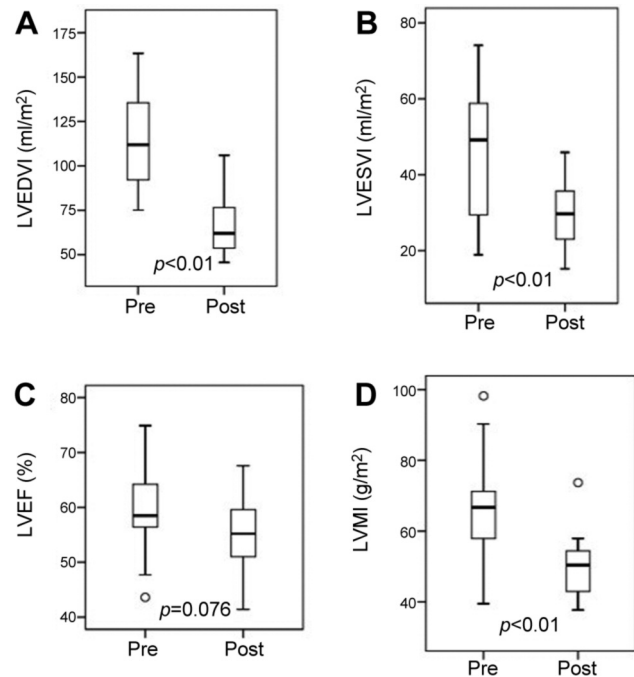 A
LVEDVI (ml/m²)
175
150
125
100
75
50
p<0.01
Pre Post
B
LVESVI (ml/m²)
80
60
40
20
p<0.01
Pre Post
C
LVEF (%)
80
70
60
50
40
p=0.076
Pre Post
D
LVMI (g/m²)
100
80
60
40
p<0.01
Pre Post